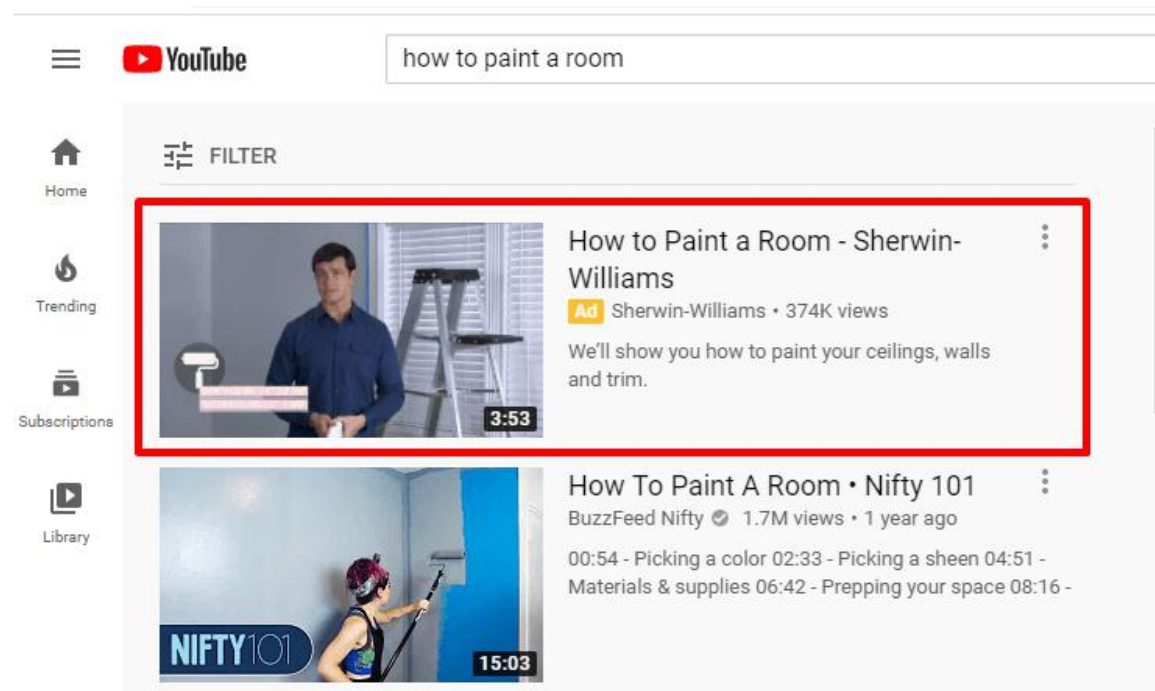 YouTube
how to paint a room
Home
FILTER
Trending
Subscriptions
Library
How to Paint a Room - Sherwin-
Williams
Ad Sherwin-Williams • 374K views
We'll show you how to paint your ceilings, walls
and trim.
3:53
How To Paint A Room • Nifty 101
BuzzFeed Nifty 1.7M views • 1 year ago
00:54 - Picking a color 02:33 - Picking a sheen 04:51 -
Materials & supplies 06:42 - Prepping your space 08:16 -
NIFTY101
15:03